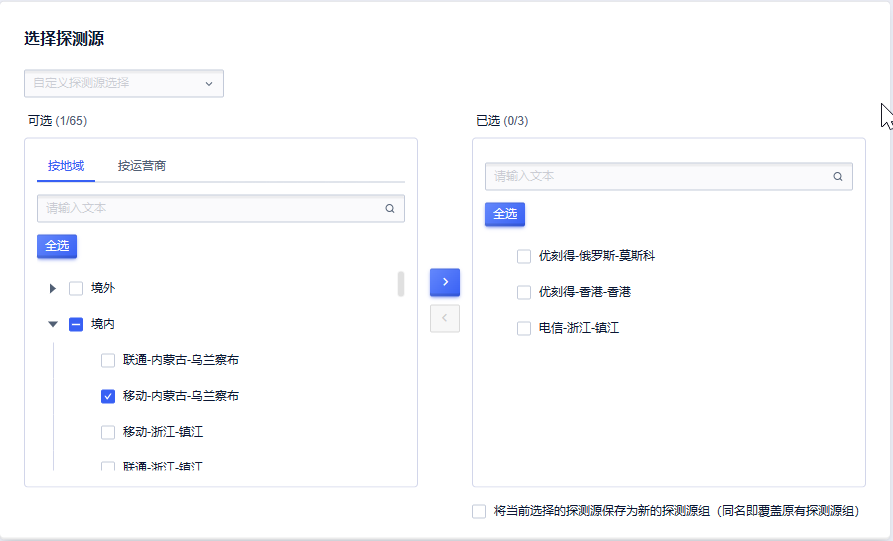 选择探测源
自定义探测源选择
可选 (1/65)
已选 (0/3)
按地域 按运营商
请输入文本
全选
境外
境内
联通-内蒙古-乌兰察布
移动-内蒙古-乌兰察布
移动-浙江-镇江
联通-浙江-镇江
请输入文本
全选
优刻得-俄罗斯-莫斯科
优刻得-香港-香港
电信-浙江-镇江
将当前选择的探测源保存为新的探测源组（同名即覆盖原有探测源组）